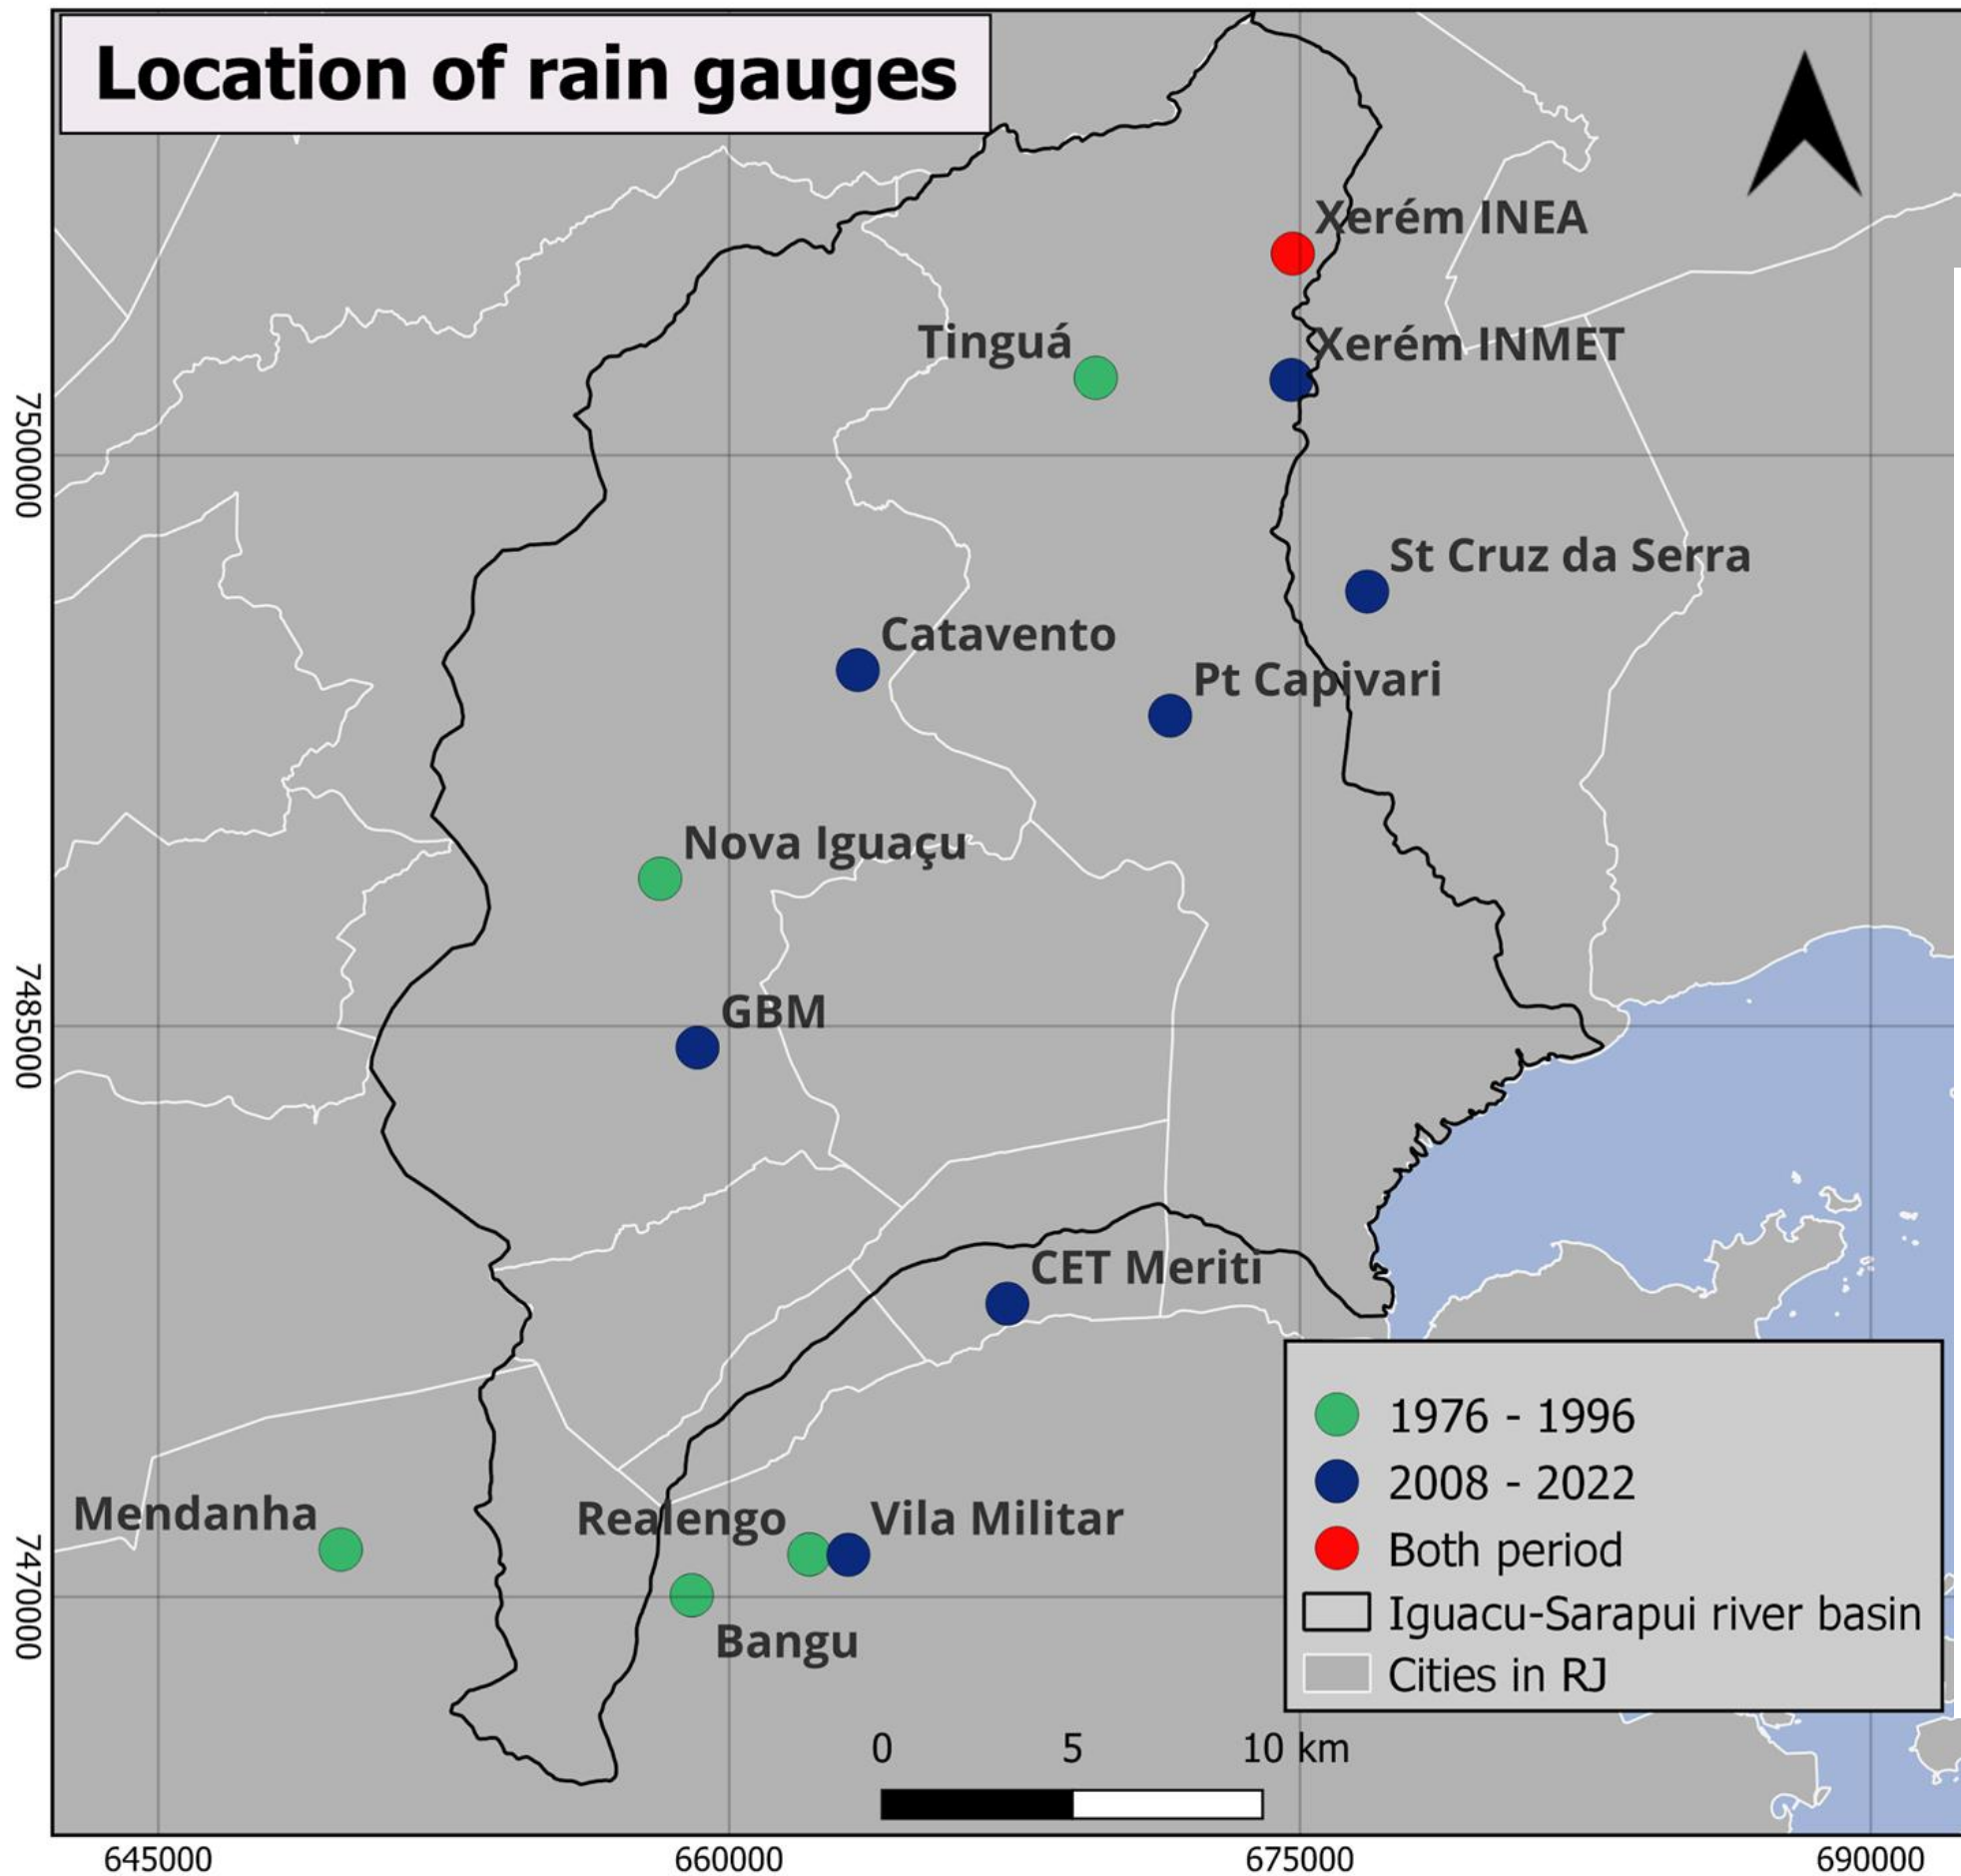 Location of rain gauges
Xerém INEA
Tinguá
Xerém INMET
7500000
St Cruz da Serra
Catavento
Pt Capivari
Nova Iguaçu
7485000
GBM
CET Meriti
1976 - 1996
2008 - 2022
Both period
Iguacu-Sarapui river basin
Cities in RJ
Mendanha
Realengo
Vila Militar
7470000
Bangu
0 5 10 km
645000 660000 675000 690000